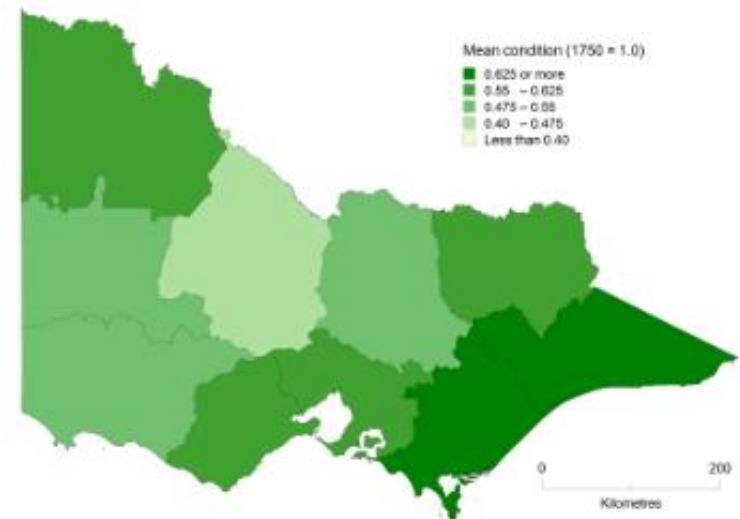 Mean condition (1750 = 1.0)
0.625 or more
0.55 – 0.625
0.475 – 0.55
0.40 – 0.475
Less than 0.40
0 200
Kilometres